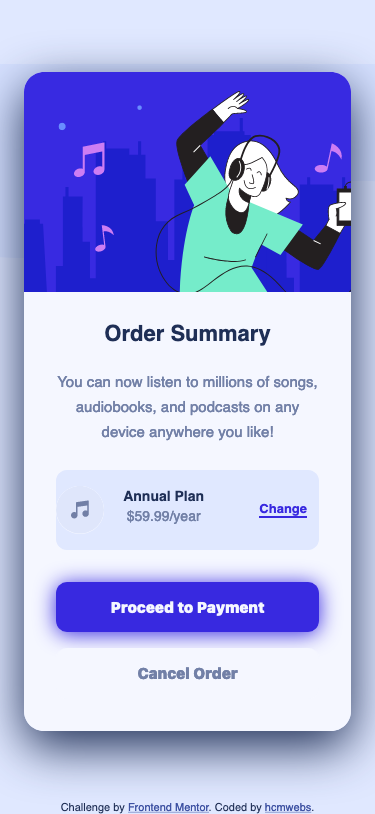 Order Summary
You can now listen to millions of songs,
audiobooks, and podcasts on any
device anywhere you like!
Annual Plan
$59.99/year
Change
Proceed to Payment
Cancel Order
Challenge by Frontend Mentor. Coded by hcmwebs.